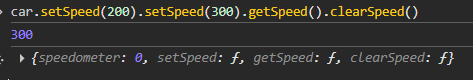 > car.setSpeed(200).setSpeed(300).getSpeed().clearSpeed()
300
<· ▸ {speedometer: 0, setSpeed: ƒ, getSpeed: ƒ, clearSpeed: ƒ}